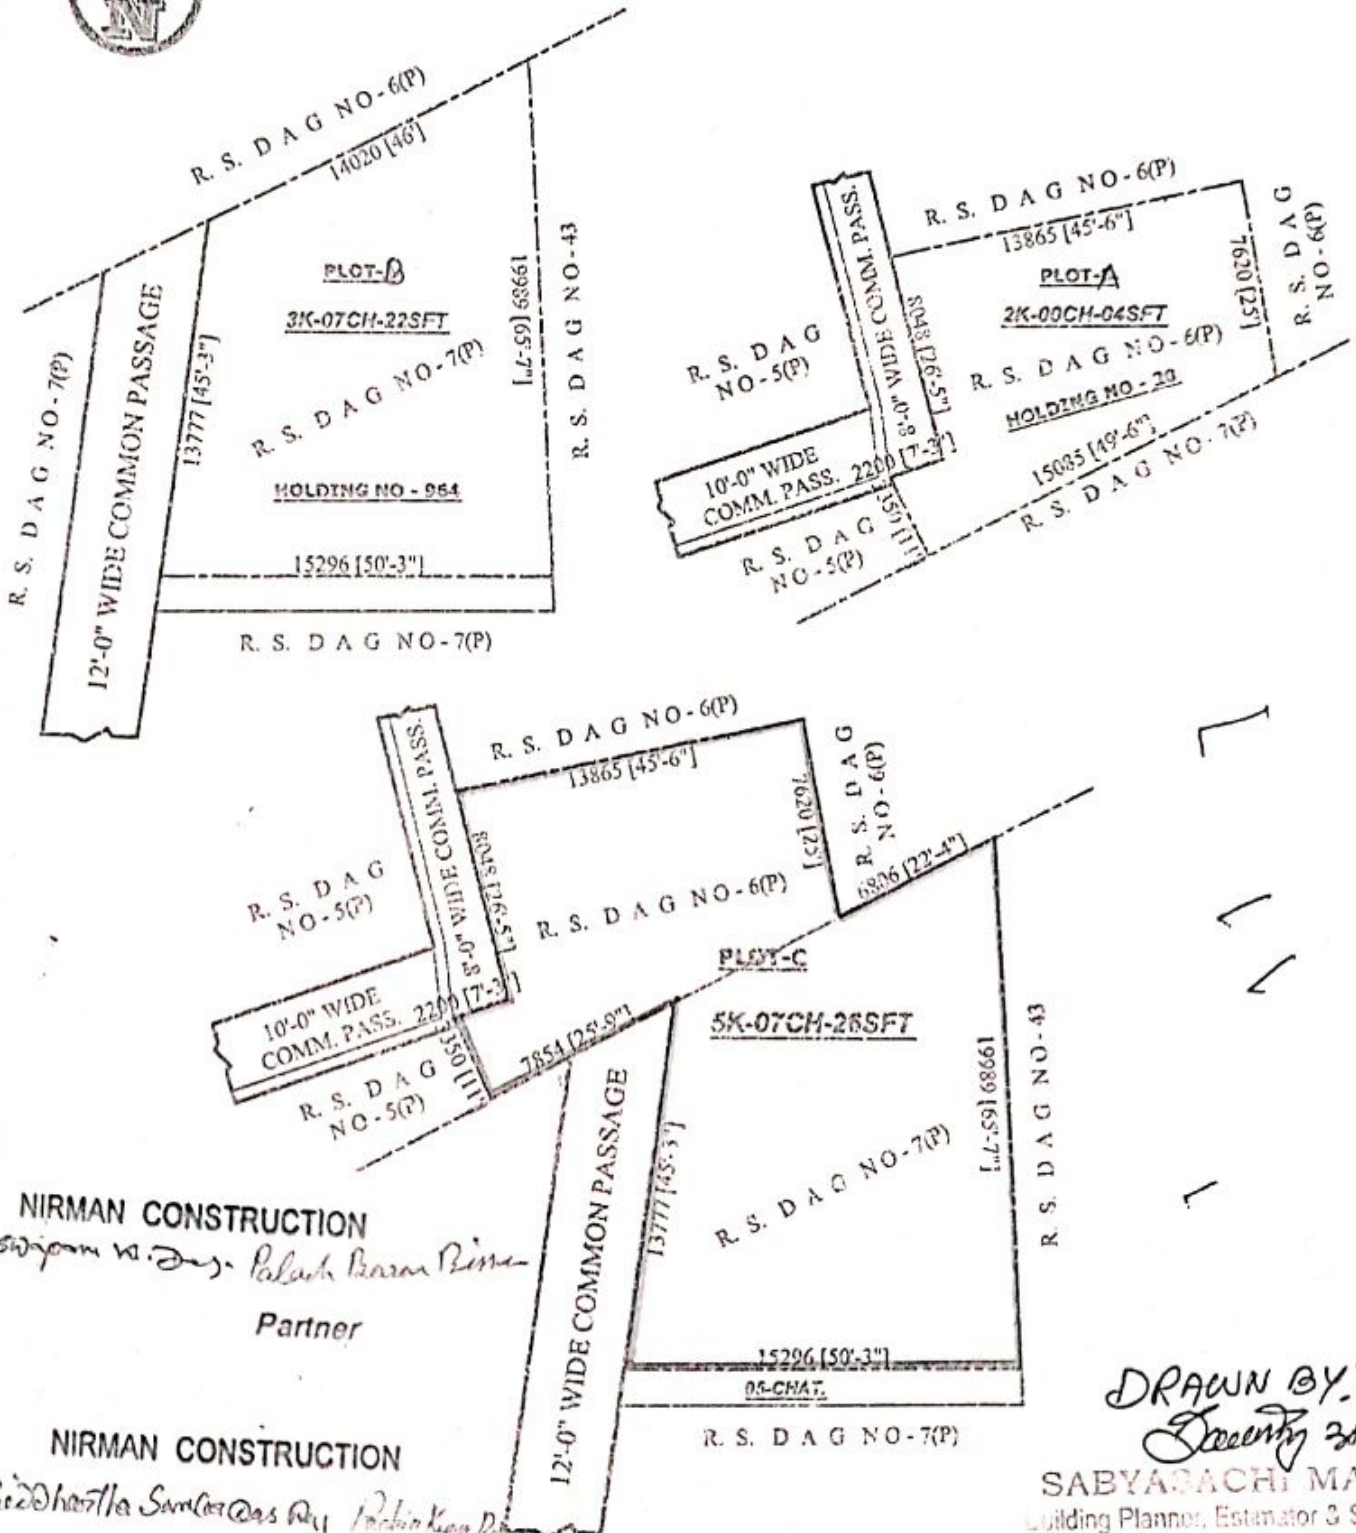 N
R. S. DAG NO-6(P)
14020 [46']
PLOT-B
3K-07CH-22SFT
R. S. DAG NO-7(P)
HOLDING NO - 964
15296 [50'-3"]
R. S. DAG NO-7(P)
R. S. DAG NO-7(P)
12'-0" WIDE COMMON PASSAGE
13777 [45'-3"]
19989 [65'-7"]
R. S. DAG NO-43
R. S. DAG NO-6(P)
13865 [45'-6"]
PLOT-A
2K-00CH-04SFT
R. S. DAG NO-6(P)
HOLDING NO - 20
15085 [49'-6"]
R. S. DAG NO-7(P)
7620 [25']
R. S. DAG
NO-6(P)
8'-0" WIDE COMM. PASS.
8048 [26'-5"]
R. S. DAG
NO-5(P)
10'-0" WIDE
COMM. PASS.
2200 [7'-3"]
R. S. DAG
NO-5(P)
R. S. DAG NO-6(P)
13865 [45'-6"]
7620 [25']
R. S. DAG
NO-6(P)
6806 [22'-4"]
8'-0" WIDE COMM. PASS.
8048 [26'-5"]
R. S. DAG
NO-5(P)
R. S. DAG NO-6(P)
10'-0" WIDE
COMM. PASS.
2200 [7'-3"]
R. S. DAG
NO-5(P)
7854 [25'-9"]
PLOT-C
5K-07CH-26SFT
R. S. DAG NO-7(P)
12'-0" WIDE COMMON PASSAGE
13777 [45'-3"]
19989 [65'-7"]
R. S. DAG NO-43
15296 [50'-3"]
05-CHAT.
R. S. DAG NO-7(P)
NIRMAN CONSTRUCTION
Palash Baran
Partner
NIRMAN CONSTRUCTION
DRAWN BY.
SABYASACHI MA
Building Planner, Estimator & S